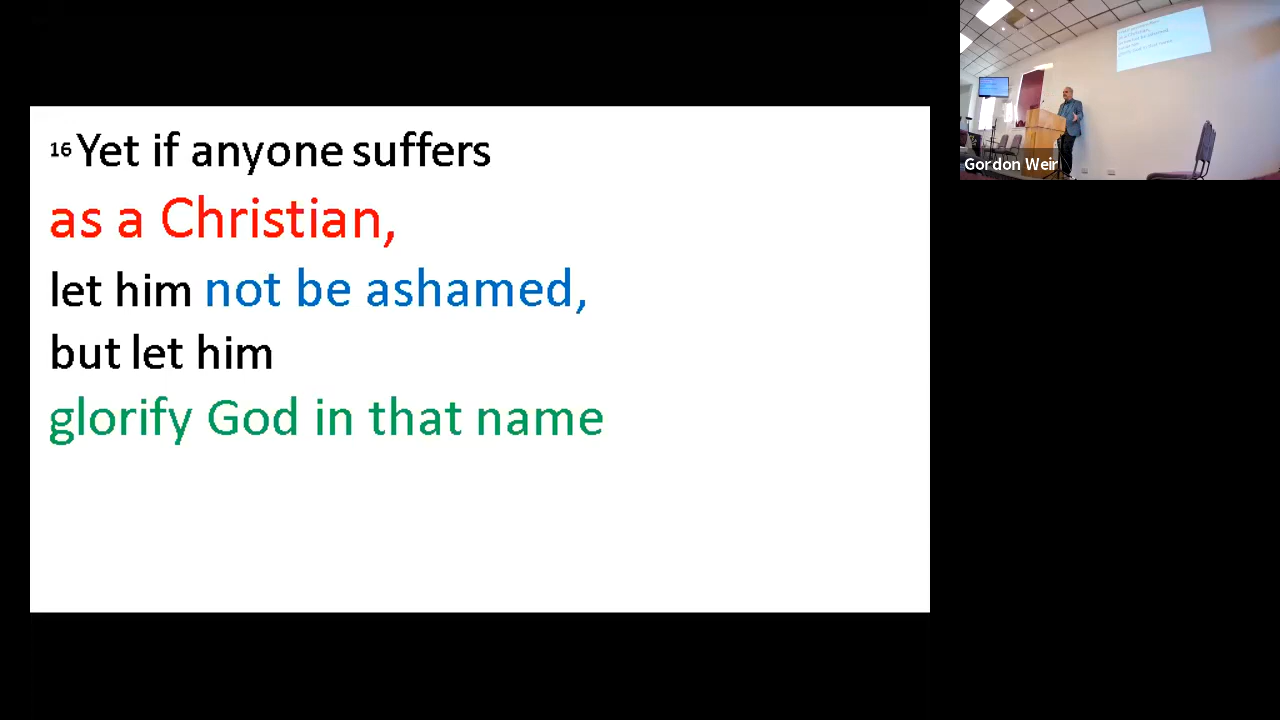 16 Yet if anyone suffers
as a Christian,
let him not be ashamed,
but let him
glorify God in that name
Gordon Weir